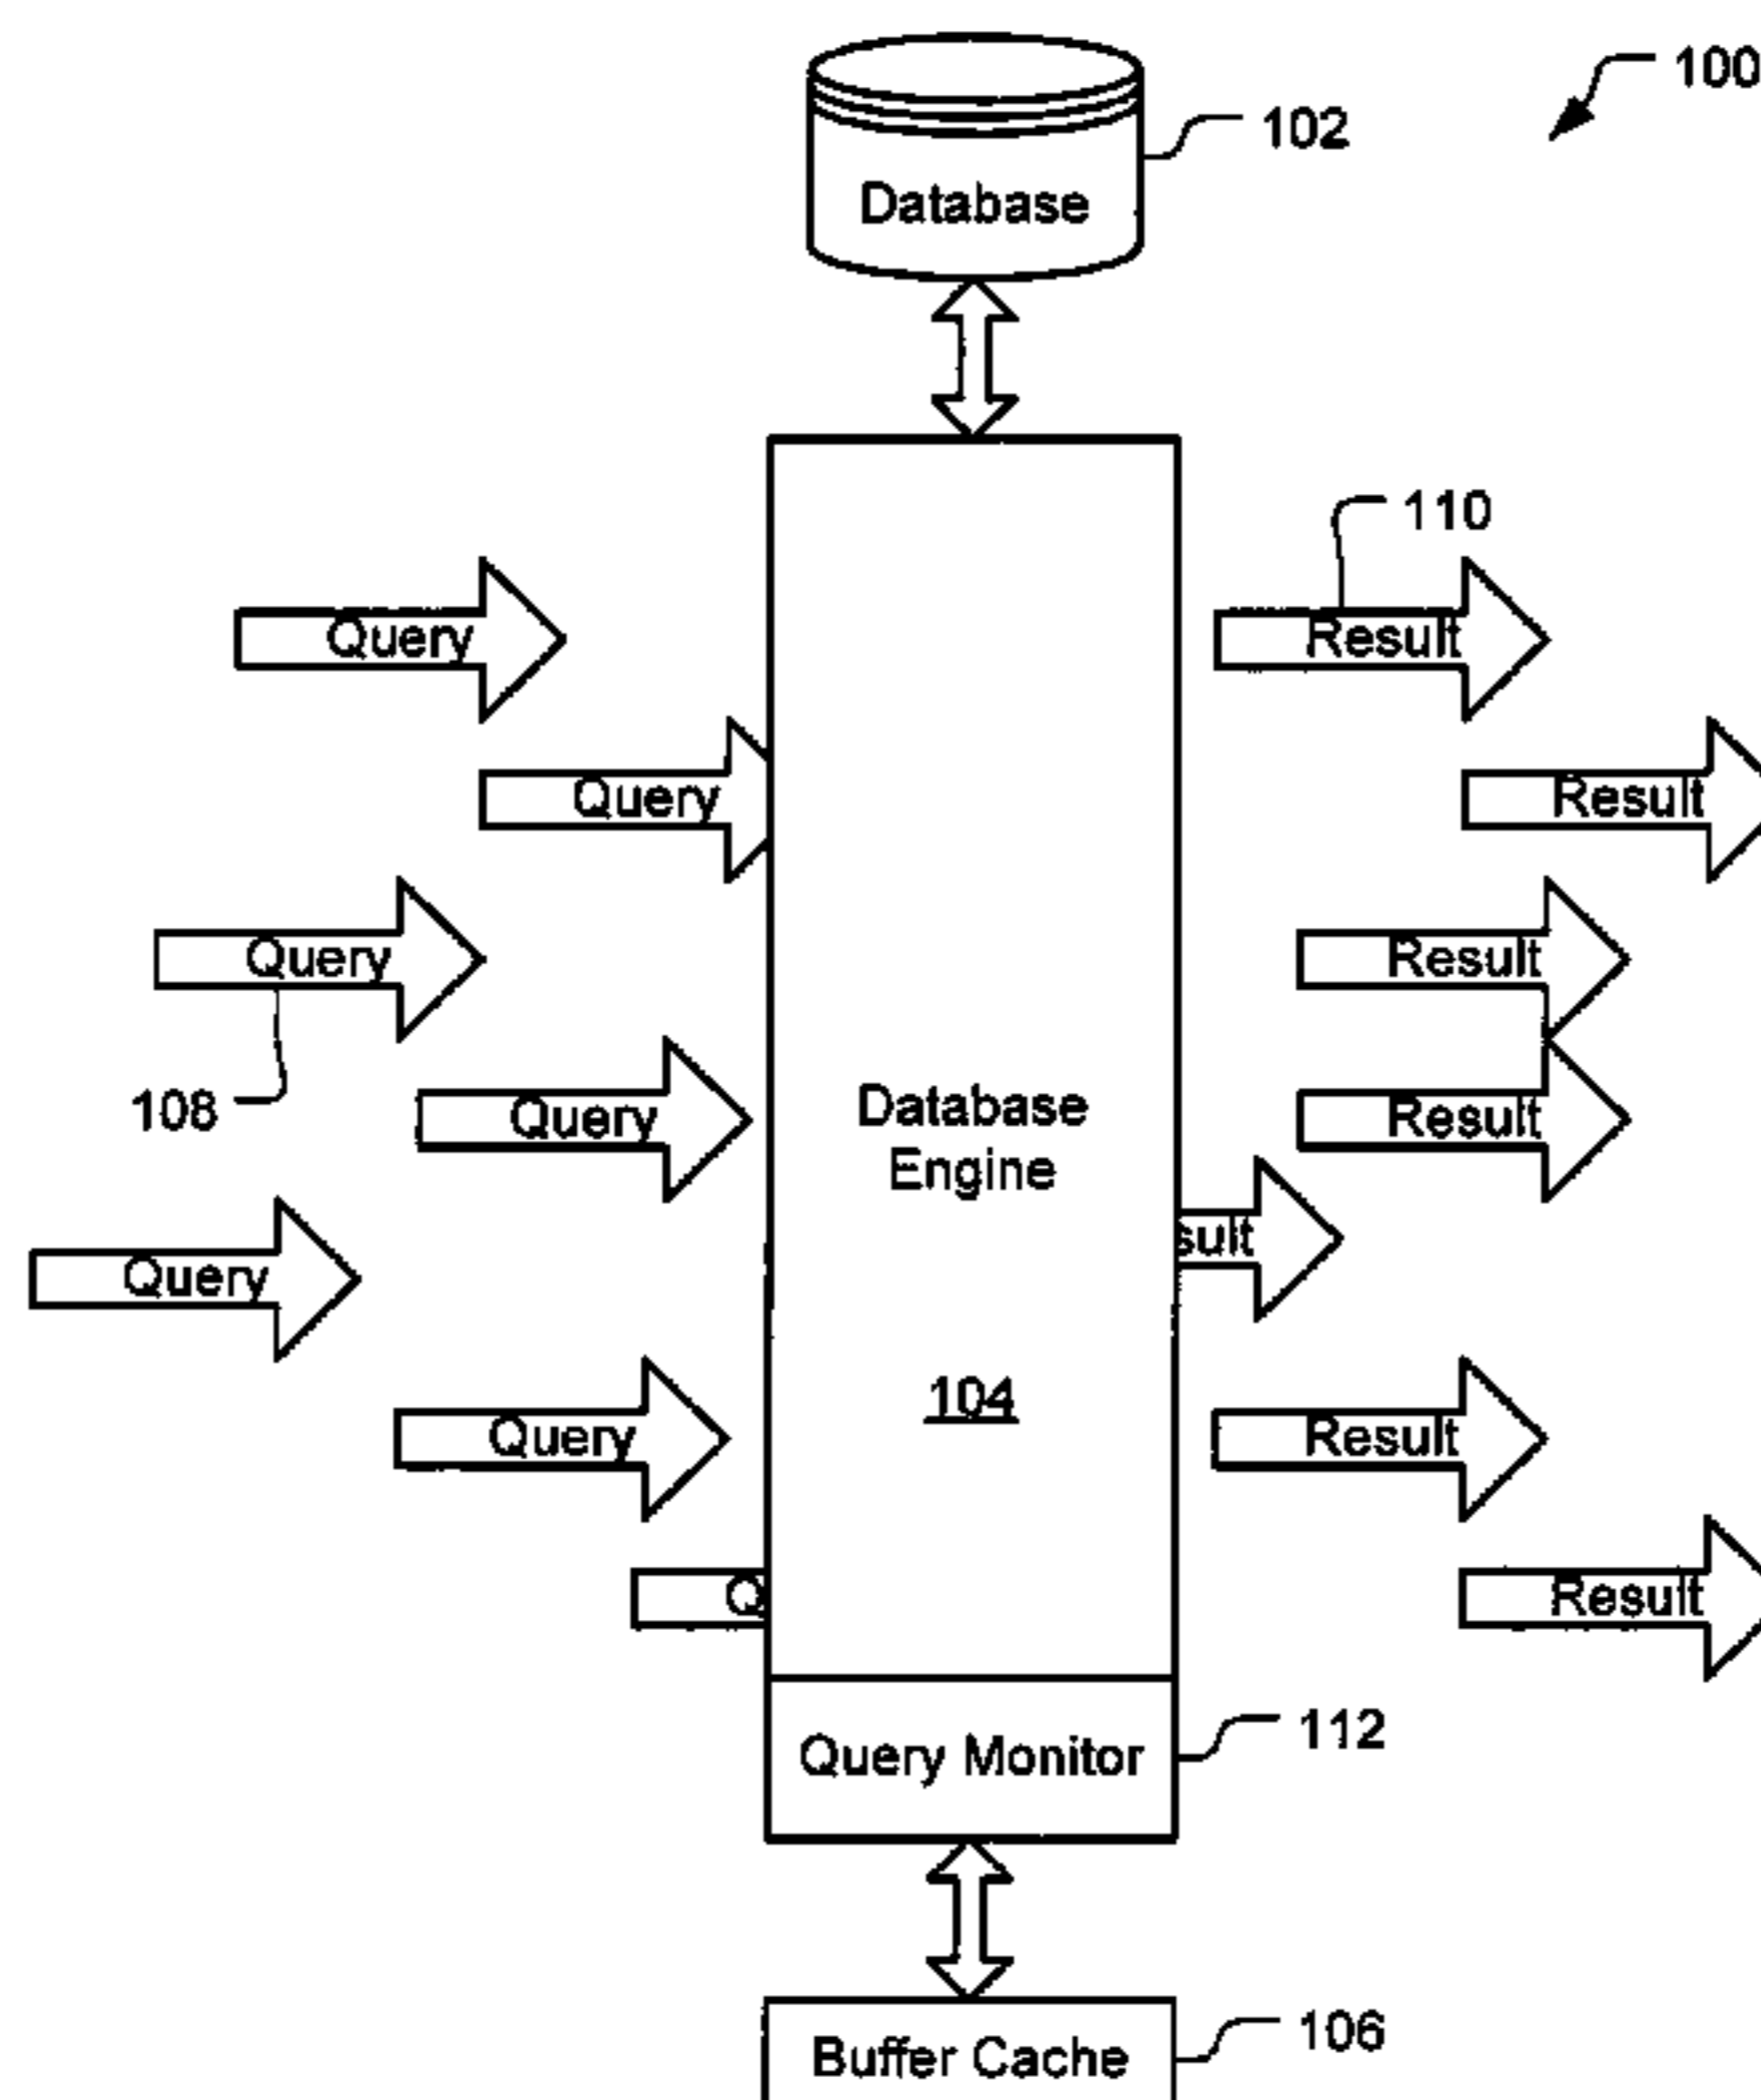 100
102
Database
110
Query
Result
Query
Result
Query
Result
108
Query
Database
Engine
Result
sult
Query
104
Query
Result
Q
Result
Query Monitor
112
106
Buffer Cache